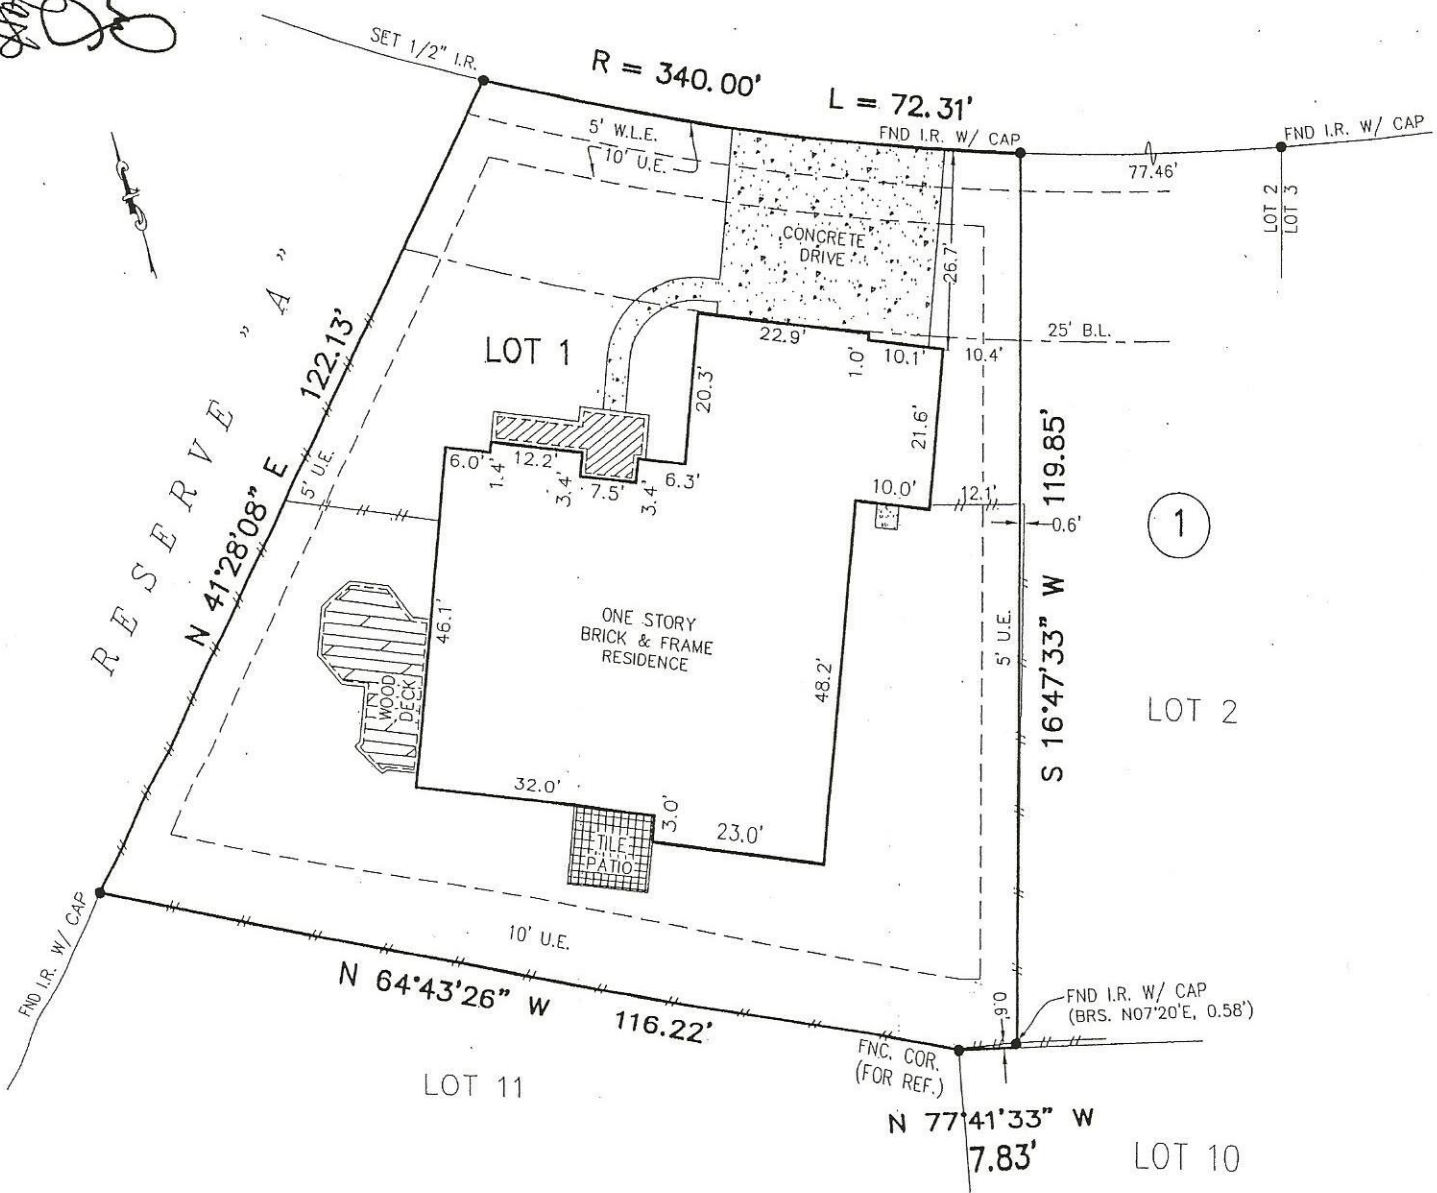 SET 1/2" I.R.
R = 340.00'
L = 72.31'
FND I.R. W/ CAP
FND I.R. W/ CAP
77.46'
LOT 2
LOT 3
5' W.L.E.
10' U.E.
CONCRETE
DRIVE
26.7'
25' B.L.
LOT 1
22.9'
1.0'
10.1'
10.4'
20.3'
21.6'
122.13'
N 41°28'08" E
RESERVE "A"
5' U.E.
6.0'
1.4'
12.2'
3.4'
7.5'
3.4'
6.3'
10.0'
12.1'
0.6'
119.85'
S 16°47'33" W
1
5' U.E.
46.1'
ONE STORY
BRICK & FRAME
RESIDENCE
48.2'
WOOD
DECK
LOT 2
32.0'
3.0'
23.0'
TILE
PATIO
10' U.E.
FND I.R. W/ CAP
N 64°43'26" W
116.22'
0.6'
FND I.R. W/ CAP
(BRS. N07°20'E, 0.58')
FNC. COR.
(FOR REF.)
LOT 11
N 77°41'33" W
7.83'
LOT 10